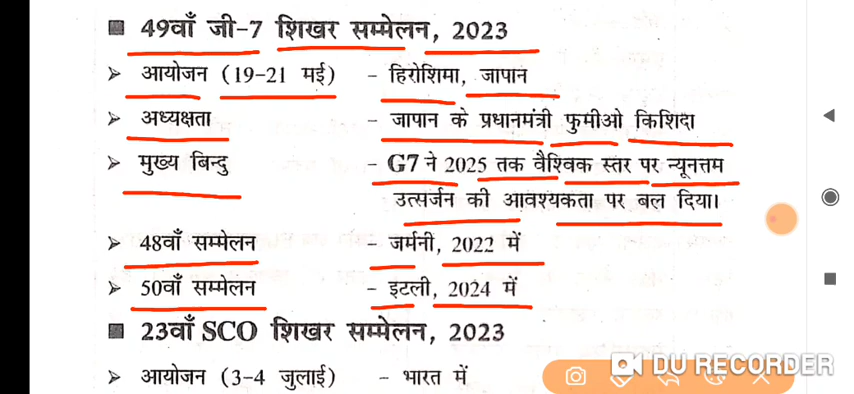 ■ 49वाँ जी-7 शिखर सम्मेलन, 2023
➢ आयोजन (19-21 मई) - हिरोशिमा, जापान
➢ अध्यक्षता - जापान के प्रधानमंत्री फुमीओ किशिदा
➢ मुख्य बिन्दु - G7 ने 2025 तक वैश्विक स्तर पर न्यूनत्तम
उत्सर्जन की आवश्यकता पर बल दिया।
➢ 48वाँ सम्मेलन - जर्मनी, 2022 में
➢ 50वाँ सम्मेलन - इटली, 2024 में
■ 23वाँ SCO शिखर सम्मेलन, 2023
➢ आयोजन (3-4 जुलाई) - भारत में
DU RECORDER